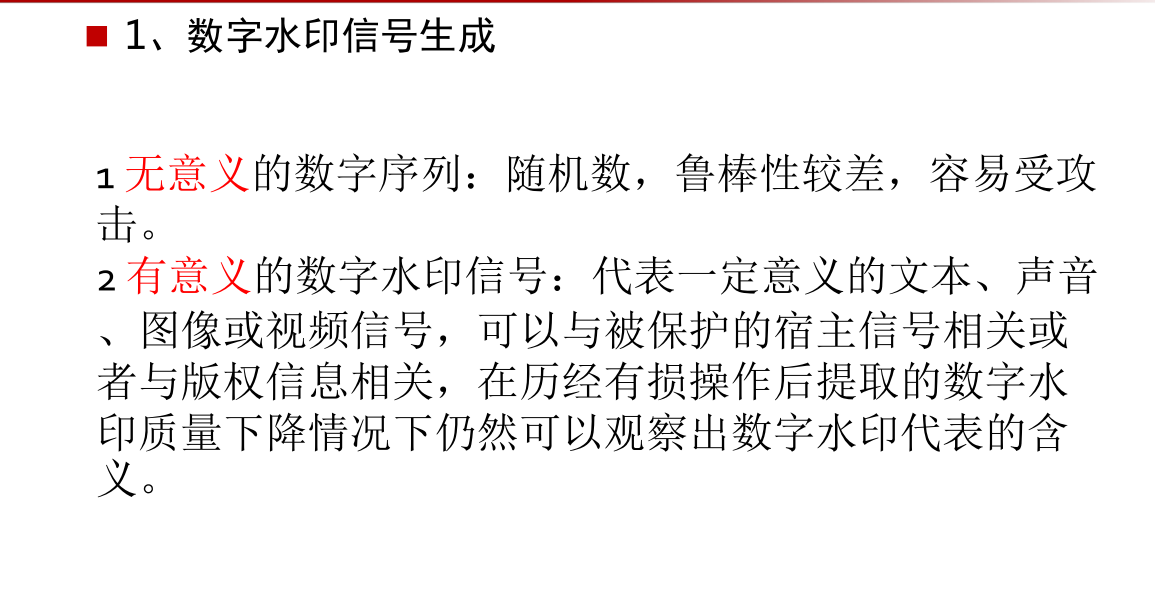 ■ 1、数字水印信号生成
1 无意义的数字序列：随机数，鲁棒性较差，容易受攻
击。
2 有意义的数字水印信号：代表一定意义的文本、声音
、图像或视频信号，可以与被保护的宿主信号相关或
者与版权信息相关，在历经有损操作后提取的数字水
印质量下降情况下仍然可以观察出数字水印代表的含
义。